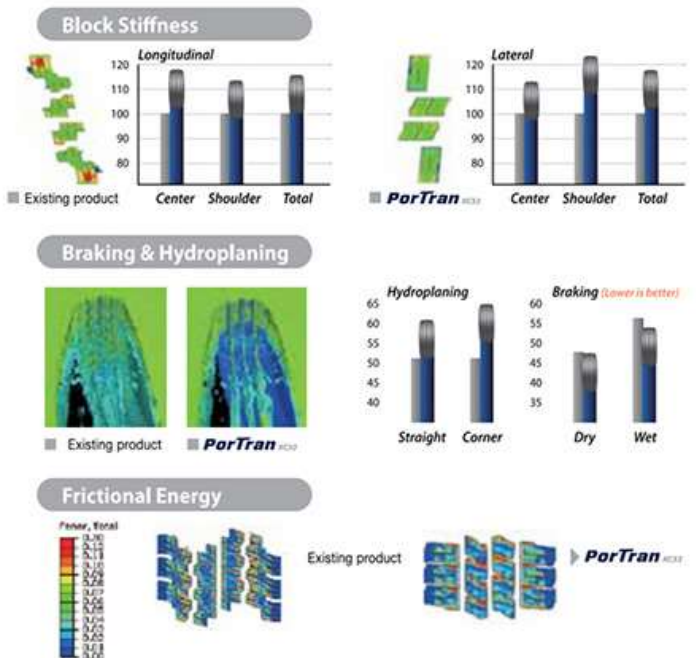 Block Stiffness
Longitudinal
120
110
100
90
80
Center Shoulder Total
Existing product
Lateral
120
110
100
90
80
Center Shoulder Total
PorTran
Braking & Hydroplaning
Existing product
PorTran
Hydroplaning
65
60
55
50
45
40
Straight Corner
Braking (Lower is better)
60
55
50
45
40
35
Dry Wet
Frictional Energy
Existing product
PorTran